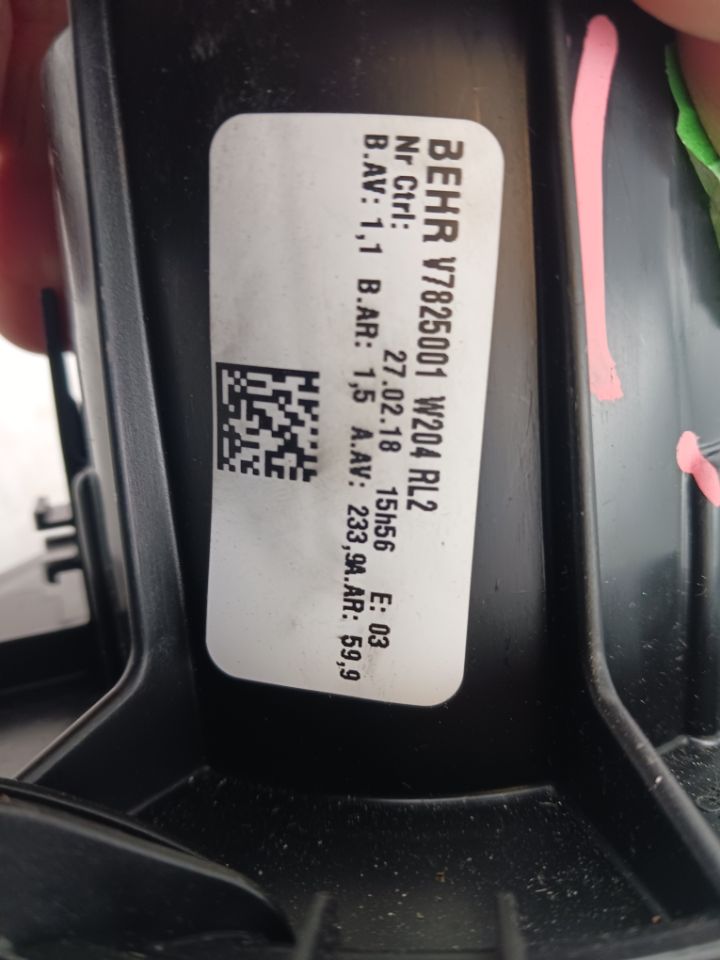 BEHR V7825001 W204 RL2
Nr Ctrl: 27.02.18 15h56 E: 03
B.AV: 1,1 B.AR: 1,5 A.AV: 233,9A.AR: 59,9